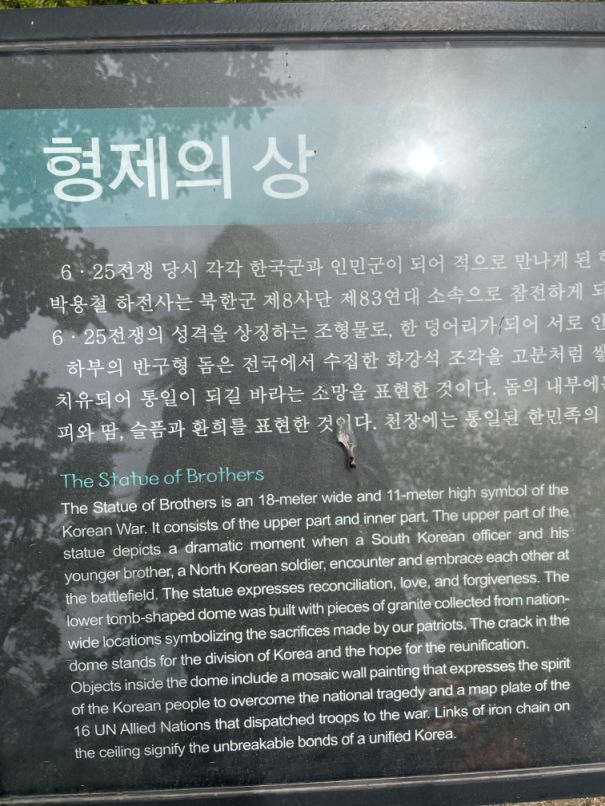 형제의 상
6 · 25전쟁 당시 각각 한국군과 인민군이 되어 적으로 만나게 된
박용철 하전사는 북한군 제8사단 제83연대 소속으로 참전하게 되
6 · 25전쟁의 성격을 상징하는 조형물로, 한 덩어리가 되어 서로
하부의 반구형 돔은 전국에서 수집한 화강석 조각을 고분처럼
치유되어 통일이 되길 바라는 소망을 표현한 것이다. 돔의 내부에는
피와 땀, 슬픔과 환희를 표현한 것이다. 천장에는 통일된 한민족의
The Statue of Brothers
The Statue of Brothers is an 18-meter wide and 11-meter high symbol of the
Korean War. It consists of the upper part and inner part. The upper part of the
statue depicts a dramatic moment when a South Korean officer and his
younger brother, a North Korean soldier, encounter and embrace each other at
the battlefield. The statue expresses reconciliation, love, and forgiveness. The
lower tomb-shaped dome was built with pieces of granite collected from nation-
wide locations symbolizing the sacrifices made by our patriots. The crack in the
dome stands for the division of Korea and the hope for the reunification.
Objects inside the dome include a mosaic wall painting that expresses the spirit
of the Korean people to overcome the national tragedy and a map plate of the
16 UN Allied Nations that dispatched troops to the war. Links of iron chain on
the ceiling signify the unbreakable bonds of a unified Korea.